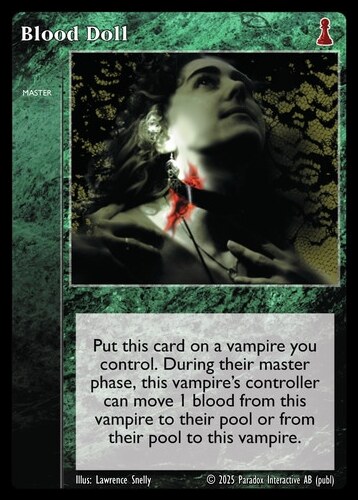 Blood Doll
MASTER
Put this card on a vampire you
control. During their master
phase, this vampire's controller
can move 1 blood from this
vampire to their pool or from
their pool to this vampire.
Illus: Lawrence Snelly © 2025 Paradox Interactive AB (publ)